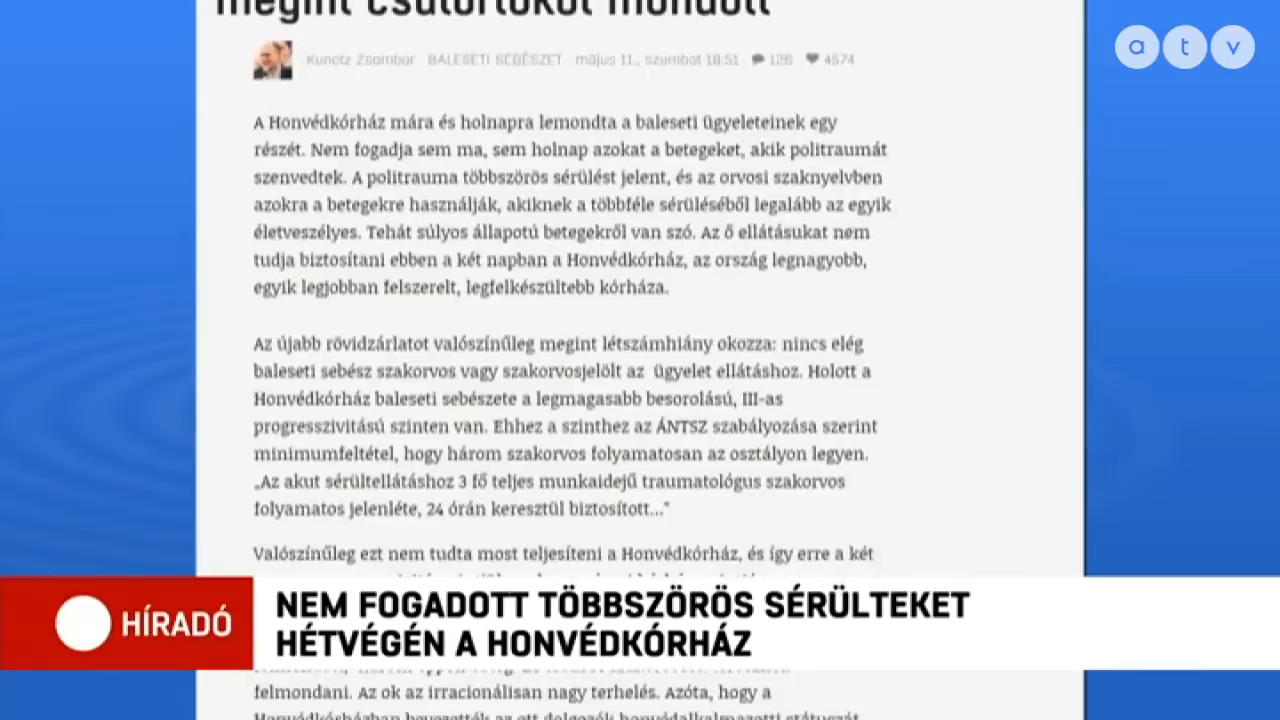 megint csütörtököt mondott
a t v
Kunetz Zsombor · BALESETI SEBÉSZET · május 11., szombat 18:51 126 4574
A Honvédkórház mára és holnapra lemondta a baleseti ügyeleteinek egy
részét. Nem fogadja sem ma, sem holnap azokat a betegeket, akik politraumát
szenvedtek. A politrauma többszörös sérülést jelent, és az orvosi szaknyelvben
azokra a betegekre használják, akiknek a többféle sérüléséből legalább az egyik
életveszélyes. Tehát súlyos állapotú betegekről van szó. Az ő ellátásukat nem
tudja biztosítani ebben a két napban a Honvédkórház, az ország legnagyobb,
egyik legjobban felszerelt, legfelkészültebb kórháza.
Az újabb rövidzárlatot valószínűleg megint létszámhiány okozza: nincs elég
baleseti sebész szakorvos vagy szakorvosjelölt az ügyelet ellátáshoz. Holott a
Honvédkórház baleseti sebészete a legmagasabb besorolású, III-as
progresszivitású szinten van. Ehhez a szinthez az ÁNTSZ szabályozása szerint
minimumfeltétel, hogy három szakorvos folyamatosan az osztályon legyen.
„Az akut sérültellátáshoz 3 fő teljes munkaidejű traumatológus szakorvos
folyamatos jelenléte, 24 órán keresztül biztosított..."
Valószínűleg ezt nem tudta most teljesíteni a Honvédkórház, és így erre a két
HÍRADÓ
NEM FOGADOTT TÖBBSZÖRÖS SÉRÜLTEKET
HÉTVÉGÉN A HONVÉDKÓRHÁZ
felmondani. Az ok az irracionálisan nagy terhelés. Azóta, hogy a
Honvédkórházban bevezették az ott dolgozók honvédalkalmazotti státuszát